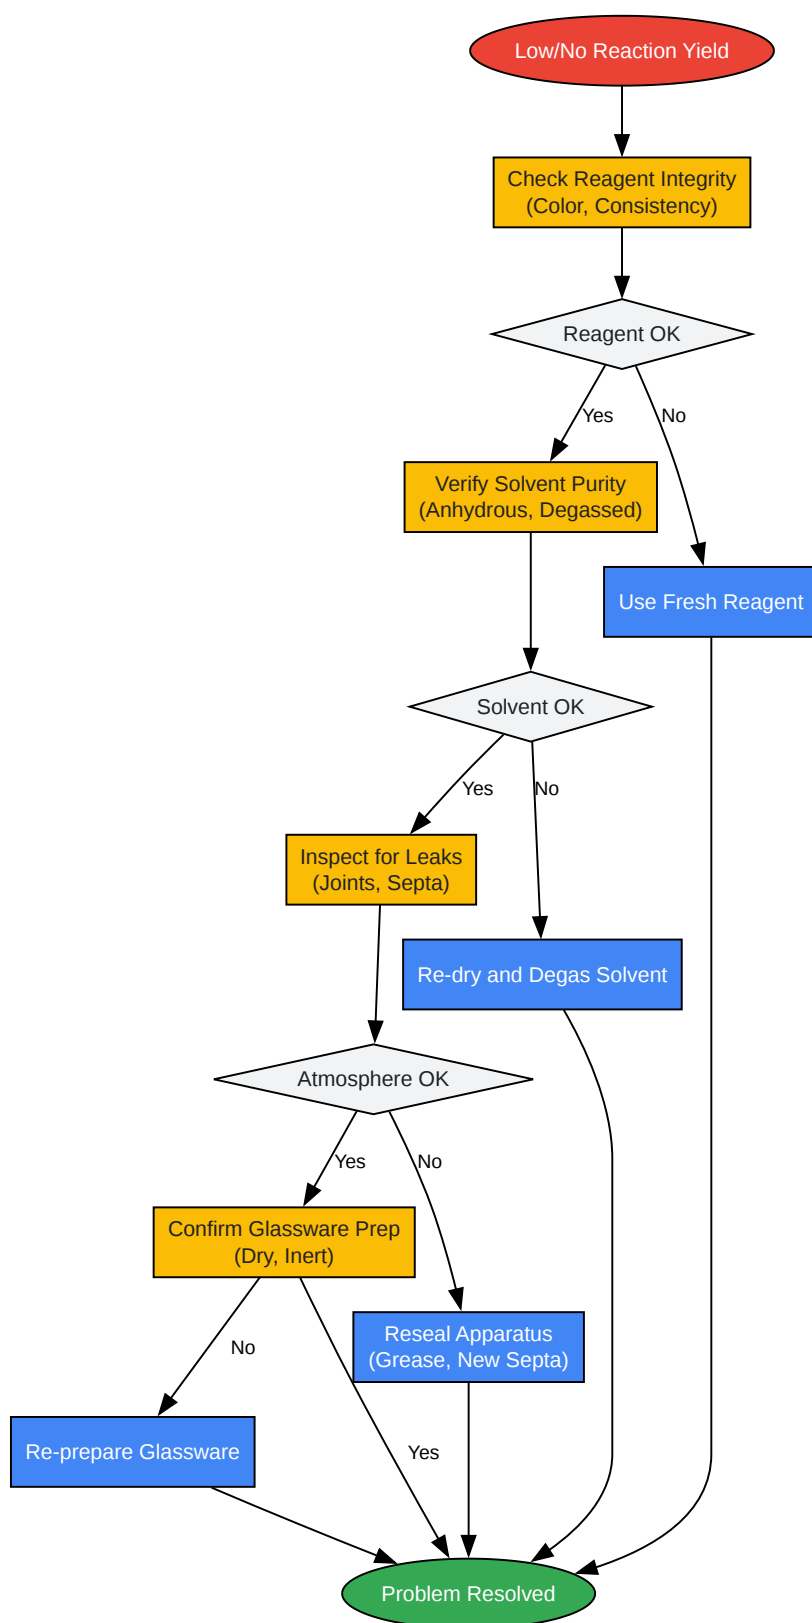 Low/No Reaction Yield
Check Reagent Integrity
(Color, Consistency)
Reagent OK
Yes
No
Verify Solvent Purity
(Anhydrous, Degassed)
Use Fresh Reagent
Solvent OK
Yes
No
Inspect for Leaks
(Joints, Septa)
Re-dry and Degas Solvent
Atmosphere OK
Yes
No
Confirm Glassware Prep
(Dry, Inert)
Reseal Apparatus
(Grease, New Septa)
No
Re-prepare Glassware
Yes
Problem Resolved